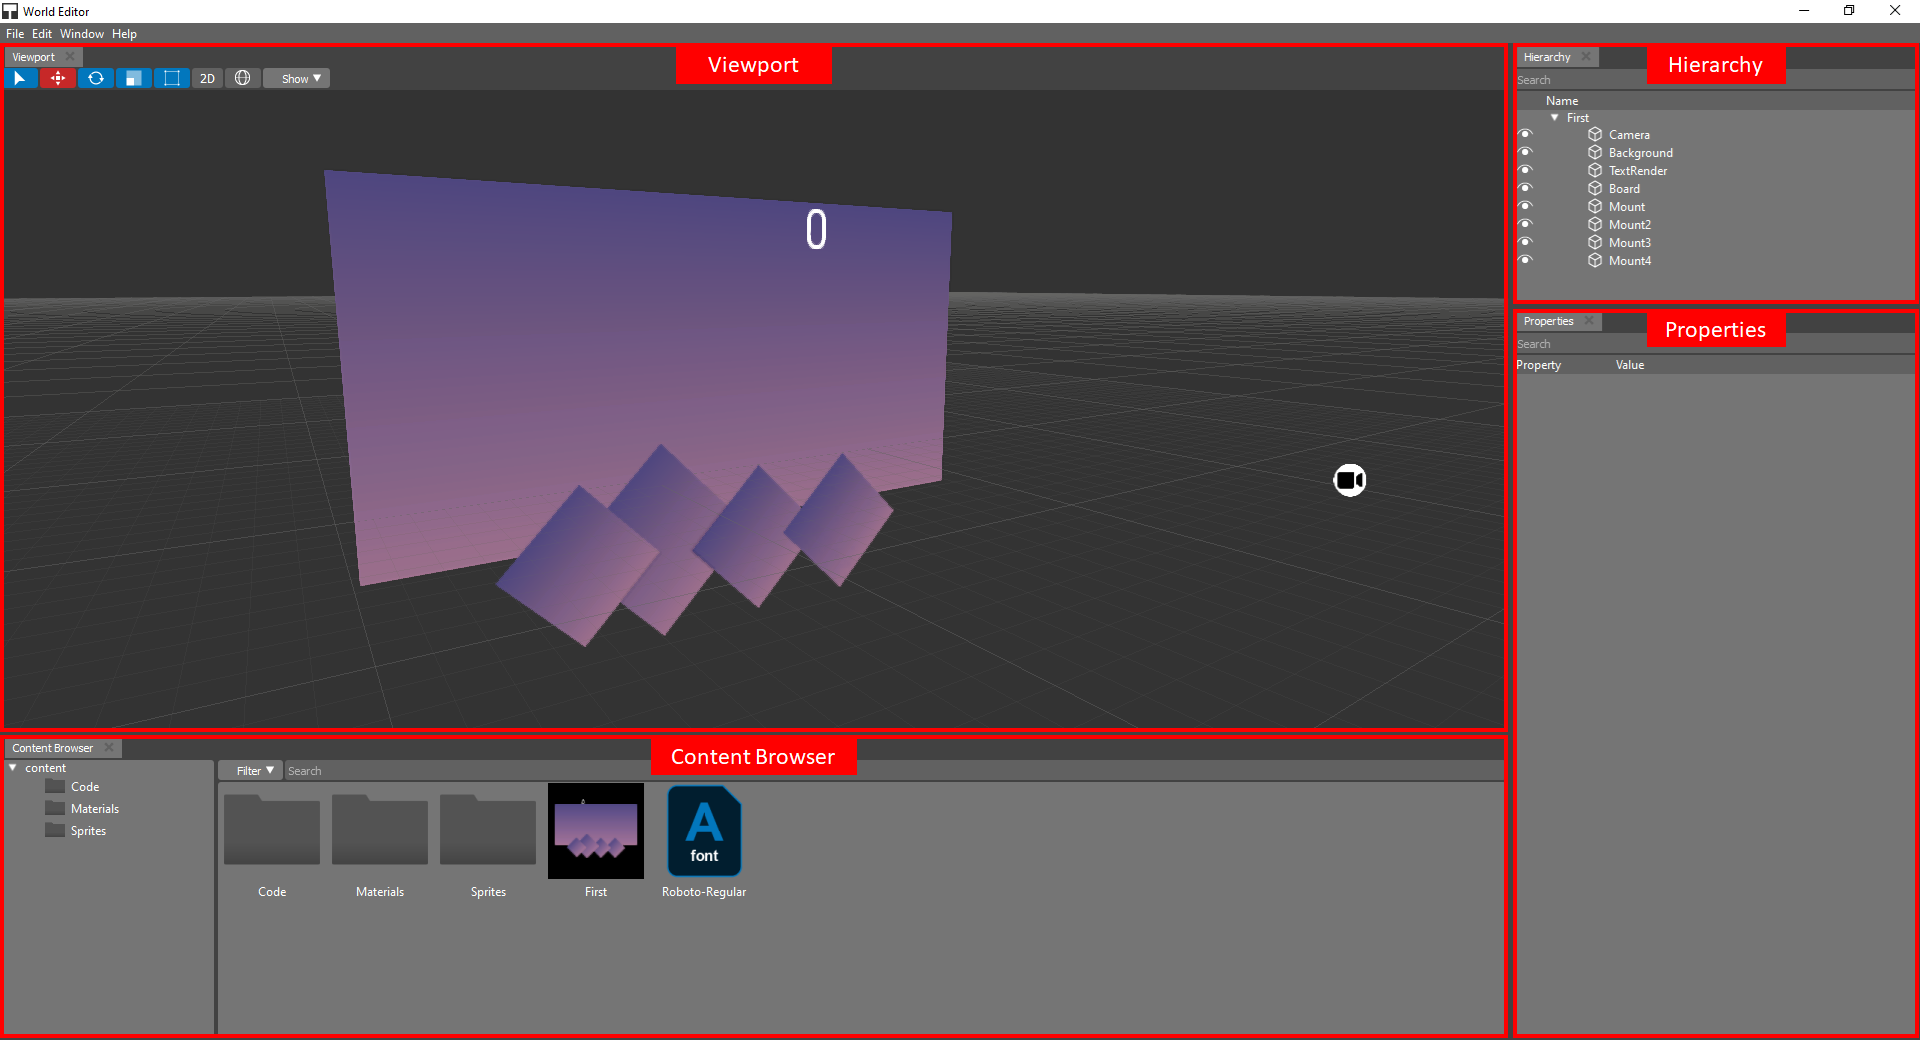 World Editor
File Edit Window Help
Viewport
Viewport
2D
Show
0
Hierarchy
Hierarchy
Search
Name
First
Camera
Background
TextRender
Board
Mount
Mount2
Mount3
Mount4
Properties
Properties
Search
Property Value
Content Browser
Content Browser
content
Code
Materials
Sprites
Filter Search
A
font
Code Materials Sprites First Roboto-Regular